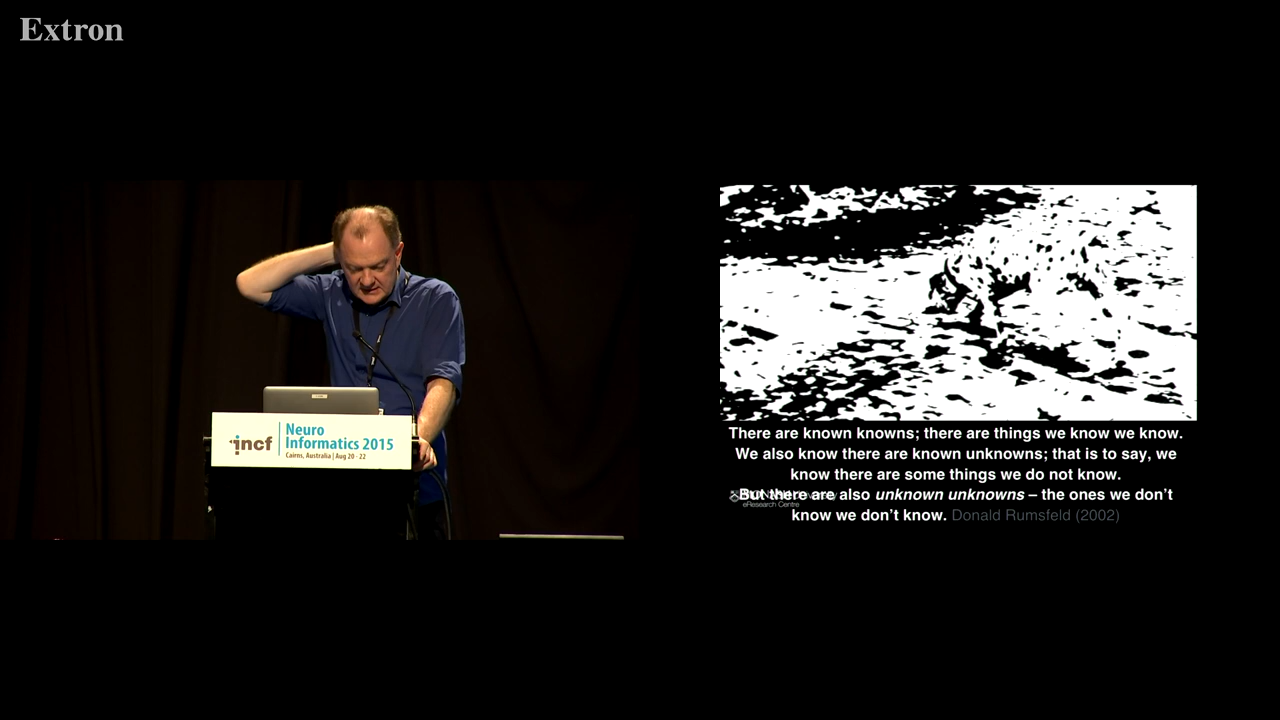 Extron
incf
Neuro
Informatics 2015
Cairns, Australia | Aug 20 - 22
There are known knowns; there are things we know we know.
We also know there are known unknowns; that is to say, we
know there are some things we do not know.
But there are also unknown unknowns – the ones we don't
know we don't know. Donald Rumsfeld (2002)
eResearch Centre